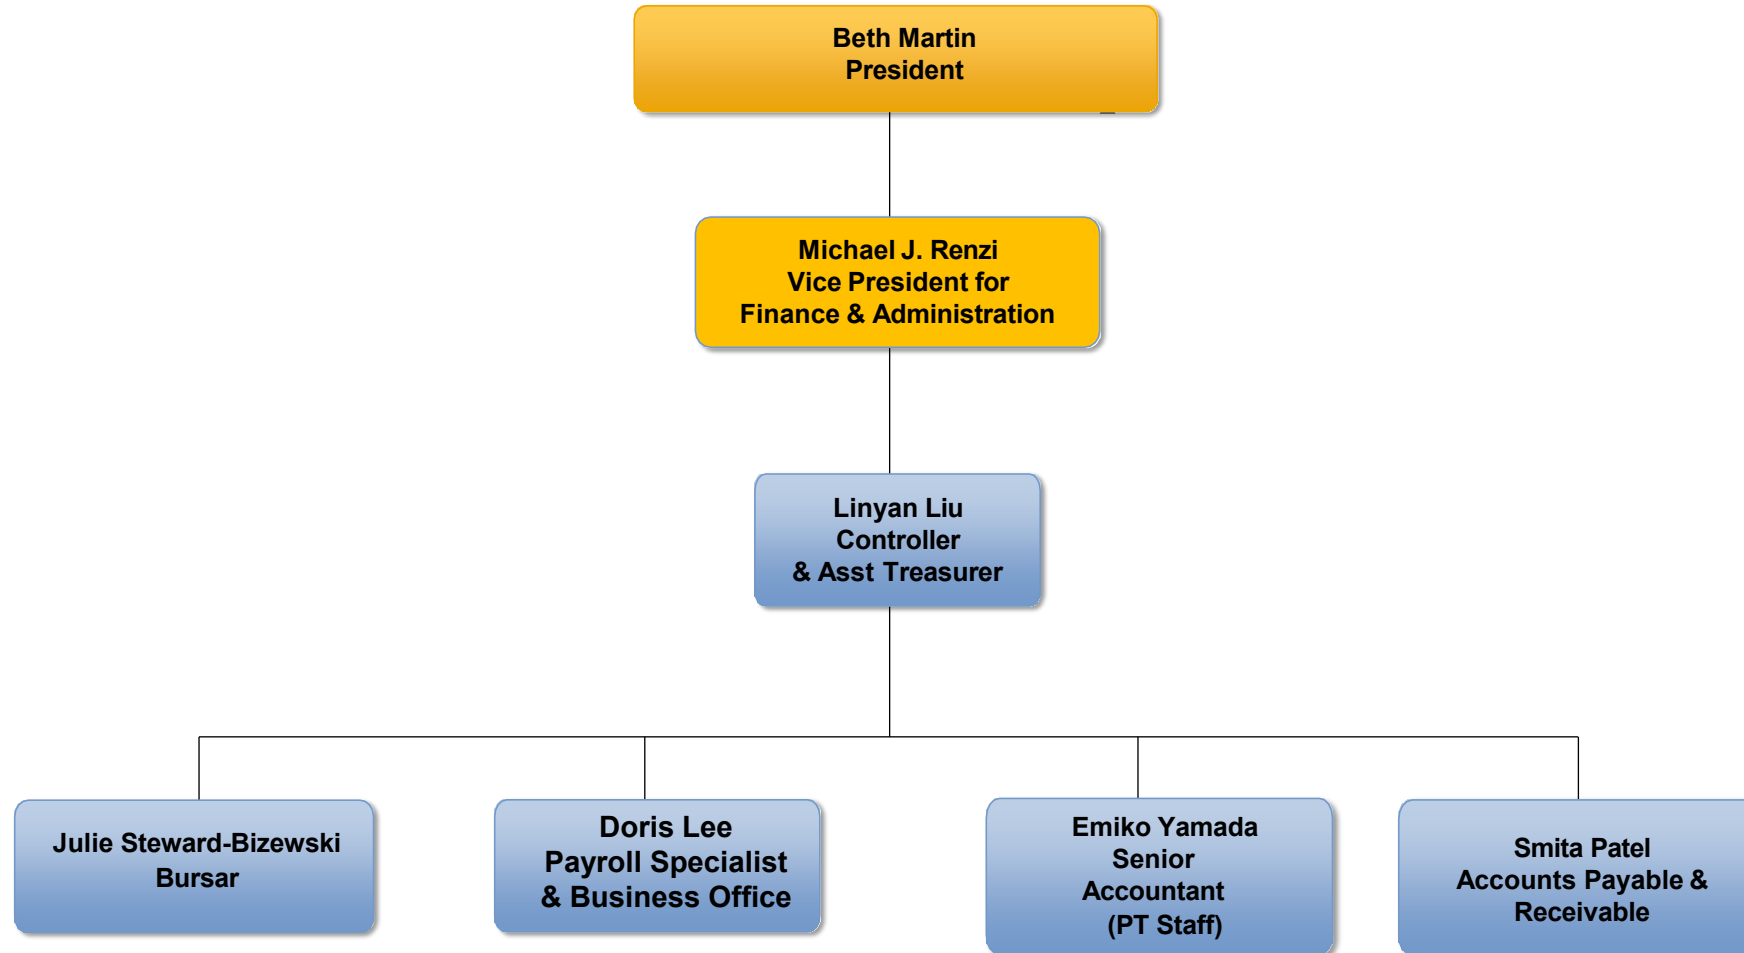 Beth Martin
President
Michael J. Renzi
Vice President for
Finance & Administration
Linyan Liu
Controller
& Asst Treasurer
Julie Steward-Bizewski
Bursar
Doris Lee
Payroll Specialist
& Business Office
Emiko Yamada
Senior
Accountant
(PT Staff)
Smita Patel
Accounts Payable &
Receivable